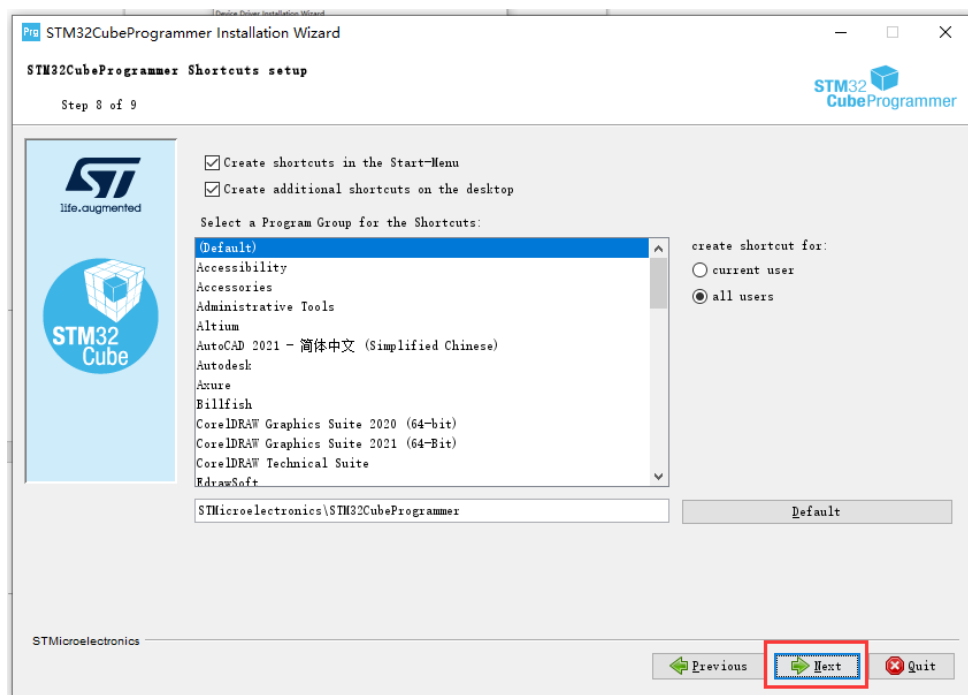 Device Driver Installation Wizard
Prg STM32CubeProgrammer Installation Wizard
STM32CubeProgrammer Shortcuts setup
Step 8 of 9
STM32
CubeProgrammer
ST
life.augmented
STM32
Cube
Create shortcuts in the Start-Menu
Create additional shortcuts on the desktop
Select a Program Group for the Shortcuts:
(Default)
Accessibility
Accessories
Administrative Tools
Altium
AutoCAD 2021 - 简体中文 (Simplified Chinese)
Autodesk
Axure
Billfish
CorelDRAW Graphics Suite 2020 (64-bit)
CorelDRAW Graphics Suite 2021 (64-Bit)
CorelDRAW Technical Suite
EdrawSoft
create shortcut for:
current user
all users
STMicroelectronics\STM32CubeProgrammer
Default
STMicroelectronics
Previous
Next
Quit